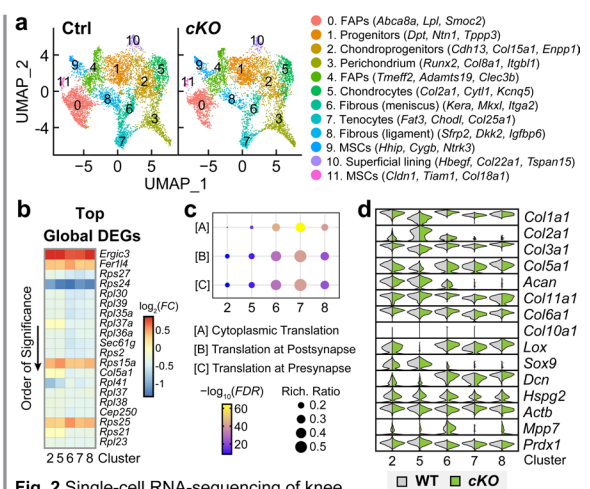 a
Ctrl
cKO
UMAP_2
4
0
−4
10
9
4
1
5
11
2
0
8
6
3
7
10
9
4
1
5
11
2
0
8
6
3
7
−5 0 5
−5 0 5
UMAP_1
0. FAPs (Abca8a, Lpl, Smoc2)
1. Progenitors (Dpt, Ntn1, Tppp3)
2. Chondroprogenitors (Cdh13, Col15a1, Enpp1)
3. Perichondrium (Runx2, Col8a1, Itgbl1)
4. FAPs (Tmeff2, Adamts19, Clec3b)
5. Chondrocytes (Col2a1, Cytl1, Kcnq5)
6. Fibrous (meniscus) (Kera, Mkxl, Itga2)
7. Tenocytes (Fat3, Chodl, Col25a1)
8. Fibrous (ligament) (Sfrp2, Dkk2, Igfbp6)
9. MSCs (Hhip, Cygb, Ntrk3)
10. Superficial lining (Hbegf, Col22a1, Tspan15)
11. MSCs (Cldn1, Tiam1, Col18a1)
b
Top
Global DEGs
Order of Significance
Ergic3
Fer1l4
Rps27
Rps24
Rpl30
Rpl39
Rpl35a
Rpl37a
Rpl36a
Sec61g
Rps2
Rps15a
Col5a1
Rpl41
Rpl37
Rpl38
Cep250
Rps25
Rps21
Rpl23
2 5 6 7 8 Cluster
log2(FC)
0.5
0
-0.5
-1
c
[A]
[B]
[C]
2 5 6 7 8
[A] Cytoplasmic Translation
[B] Translation at Postsynapse
[C] Translation at Presynapse
−log10(FDR)
60
40
20
Rich. Ratio
0.2
0.3
0.4
0.5
d
Col1a1
Col2a1
Col3a1
Col5a1
Acan
Col11a1
Col6a1
Col10a1
Lox
Sox9
Dcn
Hspg2
Actb
Mpp7
Prdx1
2 5 6 7 8 Cluster
WT cKO
Fig. 2 Single-cell RNA-sequencing of knee